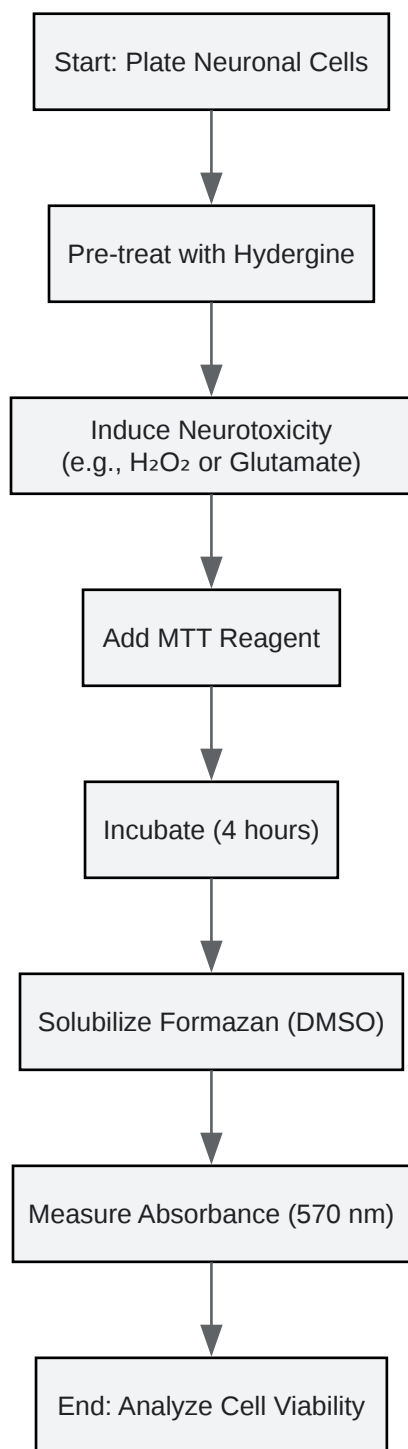 Start: Plate Neuronal Cells
Pre-treat with Hydergine
Induce Neurotoxicity
(e.g., H₂O₂ or Glutamate)
Add MTT Reagent
Incubate (4 hours)
Solubilize Formazan (DMSO)
Measure Absorbance (570 nm)
End: Analyze Cell Viability